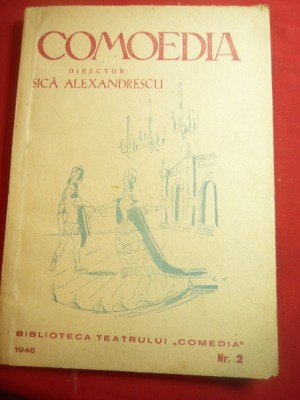 COMOEDIA
DIRECTOR:
SICĂ ALEXANDRESCU
BIBLIOTECA TEATRULUI „COMEDIA"
1946 Nr. 2